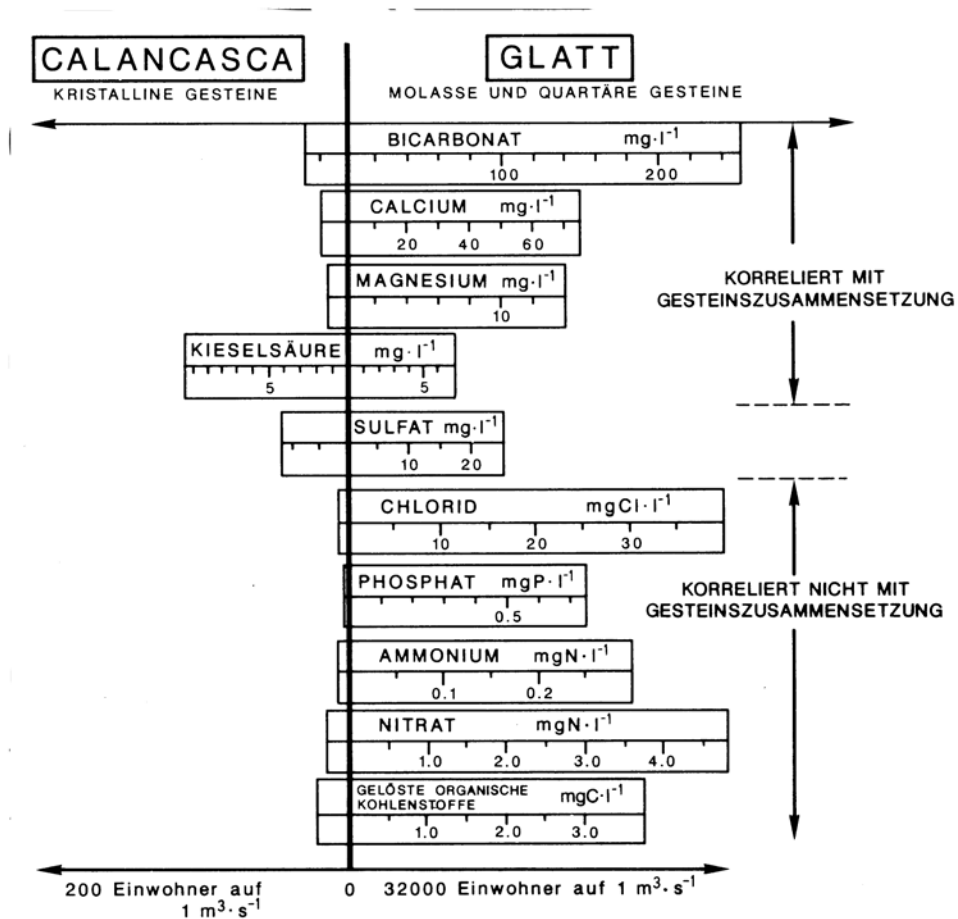 CALANCASCA
GLATT
KRISTALLINE GESTEINE
MOLASSE UND QUARTÄRE GESTEINE
BICARBONAT mg·l⁻¹
100 200
CALCIUM mg·l⁻¹
20 40 60
MAGNESIUM mg·l⁻¹
10
KORRELIERT MIT
GESTEINSZUSAMMENSETZUNG
KIESELSÄURE mg·l⁻¹
5 5
SULFAT mg·l⁻¹
10 20
CHLORID mgCl·l⁻¹
10 20 30
PHOSPHAT mgP·l⁻¹
0.5
KORRELIERT NICHT MIT
GESTEINSZUSAMMENSETZUNG
AMMONIUM mgN·l⁻¹
0.1 0.2
NITRAT mgN·l⁻¹
1.0 2.0 3.0 4.0
GELÖSTE ORGANISCHE
KOHLENSTOFFE mgC·l⁻¹
1.0 2.0 3.0
200 Einwohner auf
1 m³·s⁻¹
0
32000 Einwohner auf 1 m³·s⁻¹